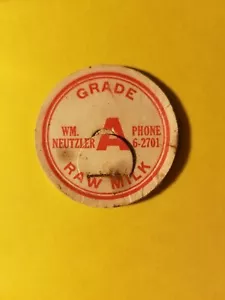 GRADE
A
WM. NEUTZLER
PHONE 6-2701
RAW MILK